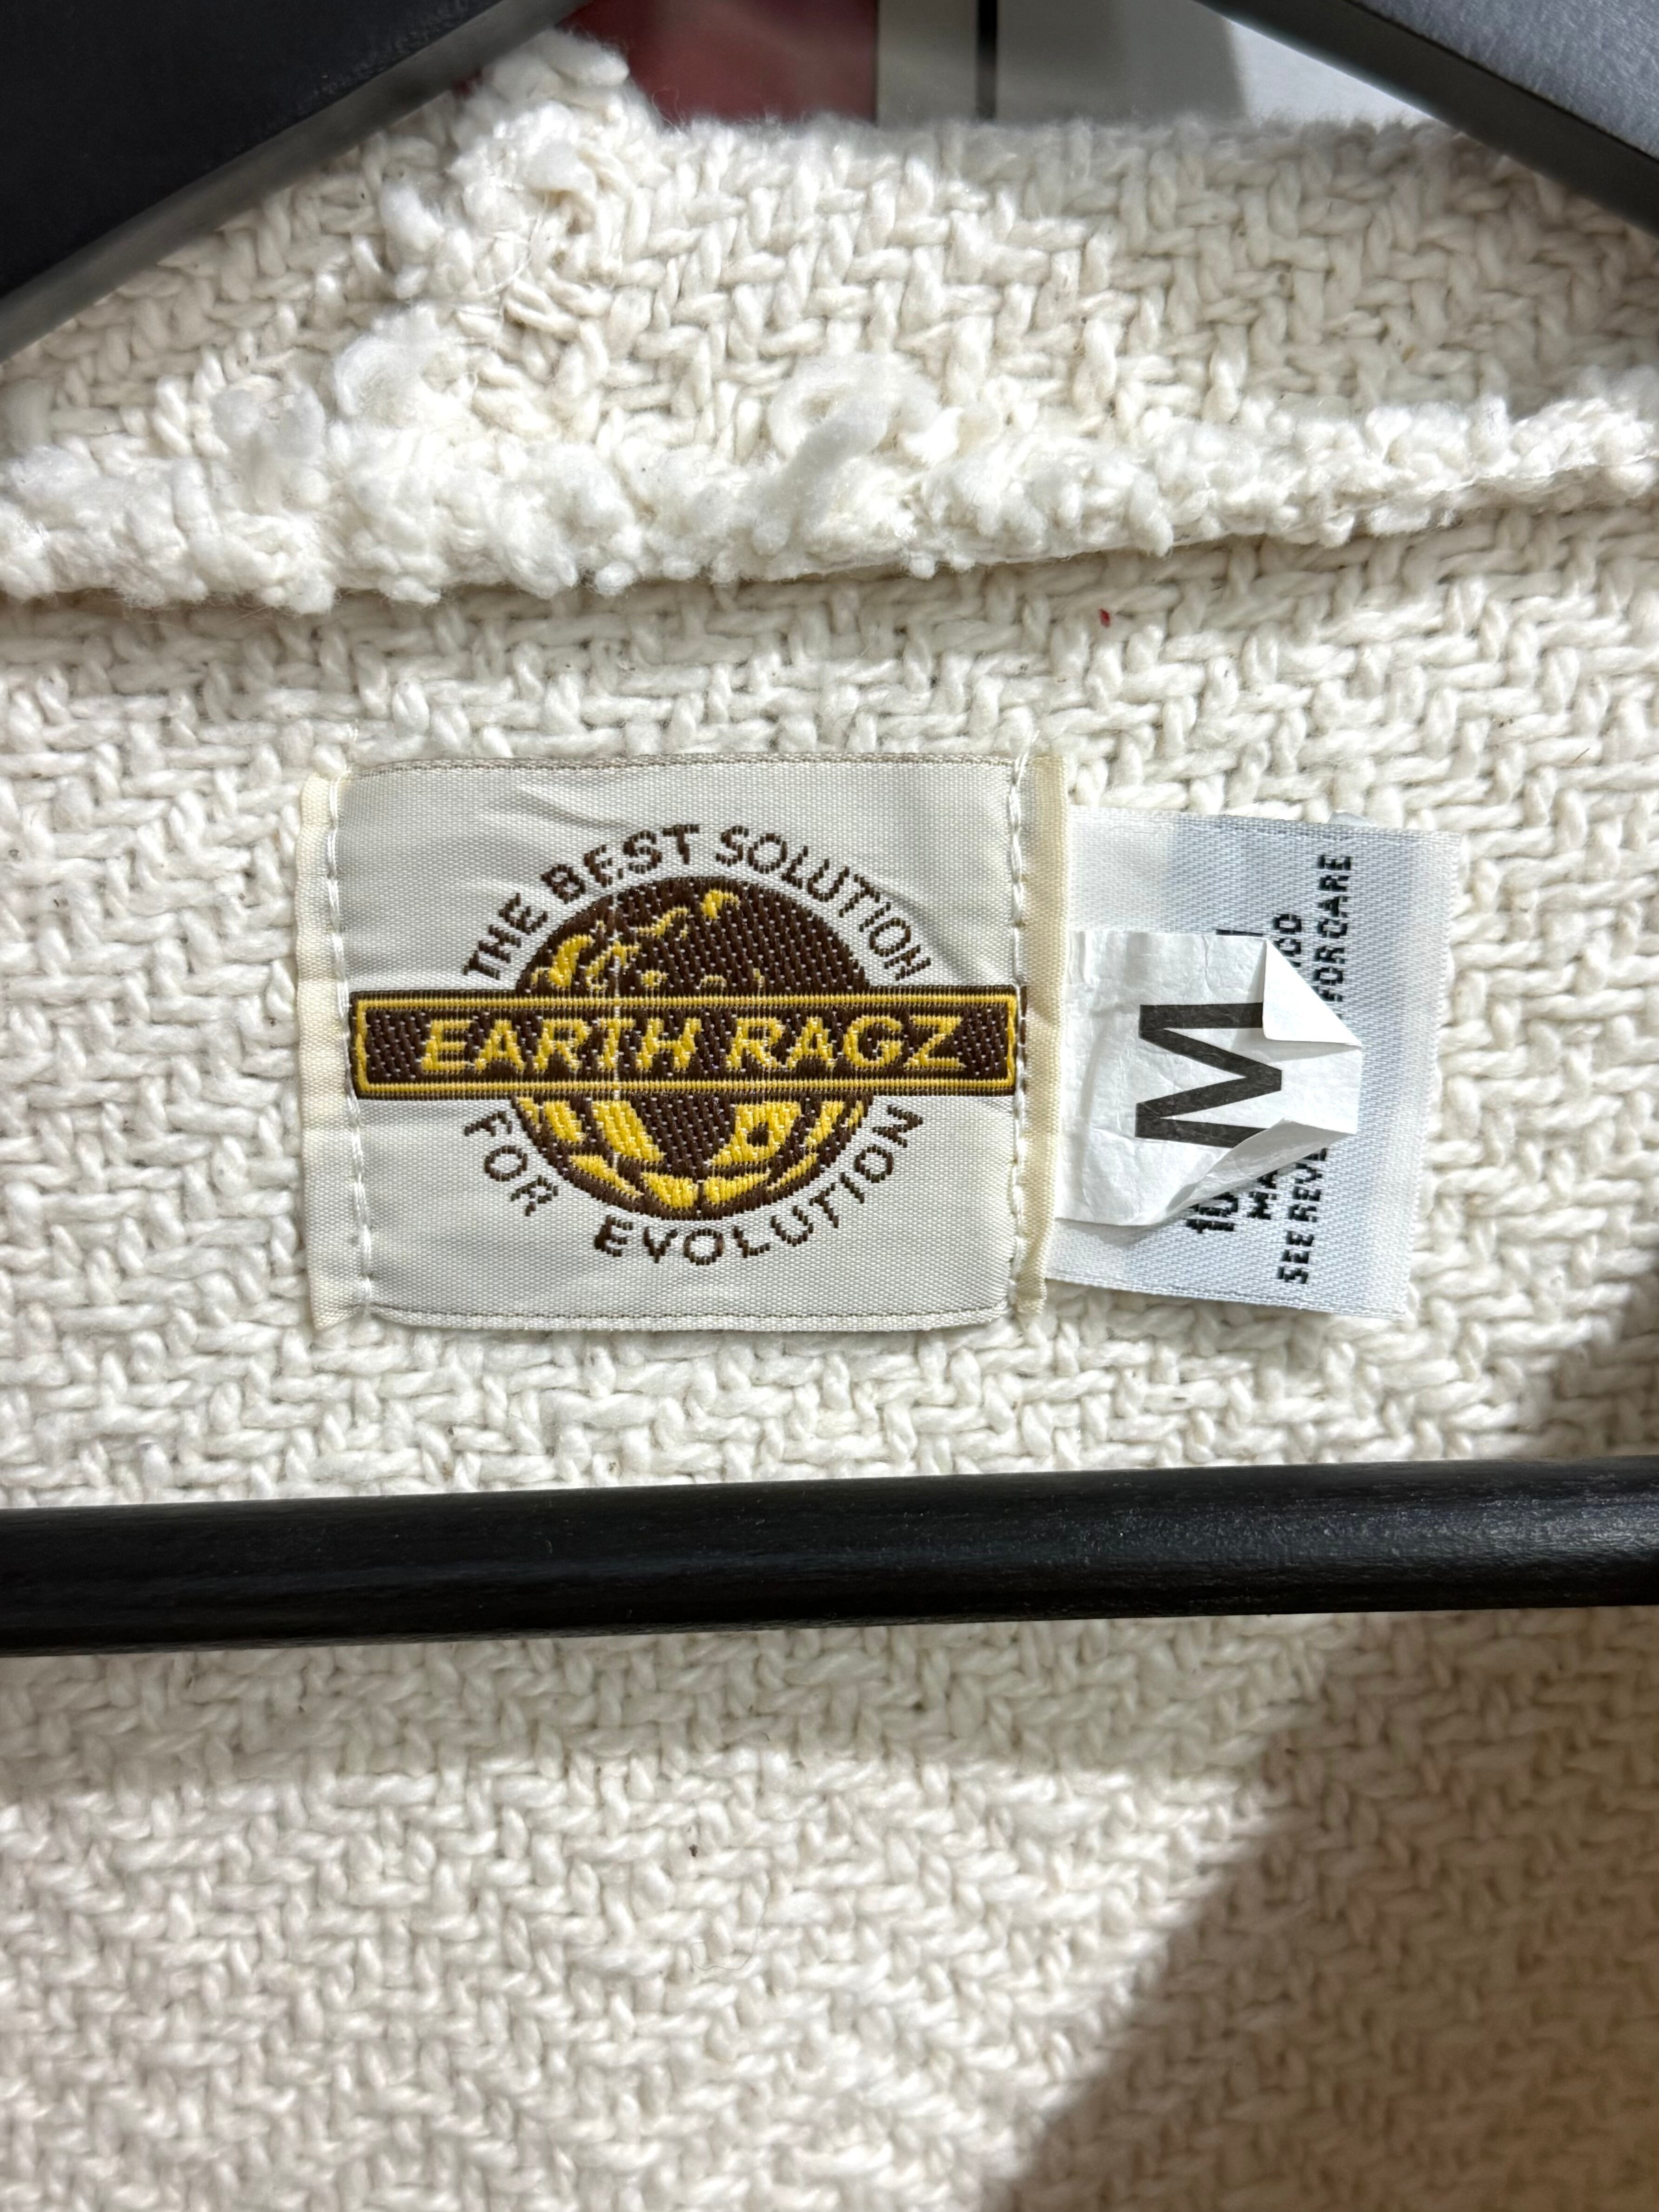 THE BEST SOLUTION
EARTH RAGZ
FOR EVOLUTION
M
SEE REVE FOR CARE